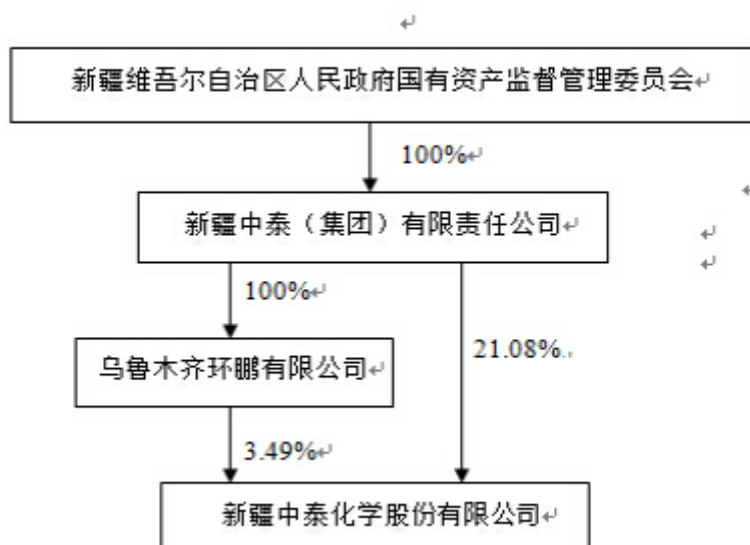 新疆维吾尔自治区人民政府国有资产监督管理委员会
100%
新疆中泰（集团）有限责任公司
100%
21.08%
乌鲁木齐环鹏有限公司
3.49%
新疆中泰化学股份有限公司